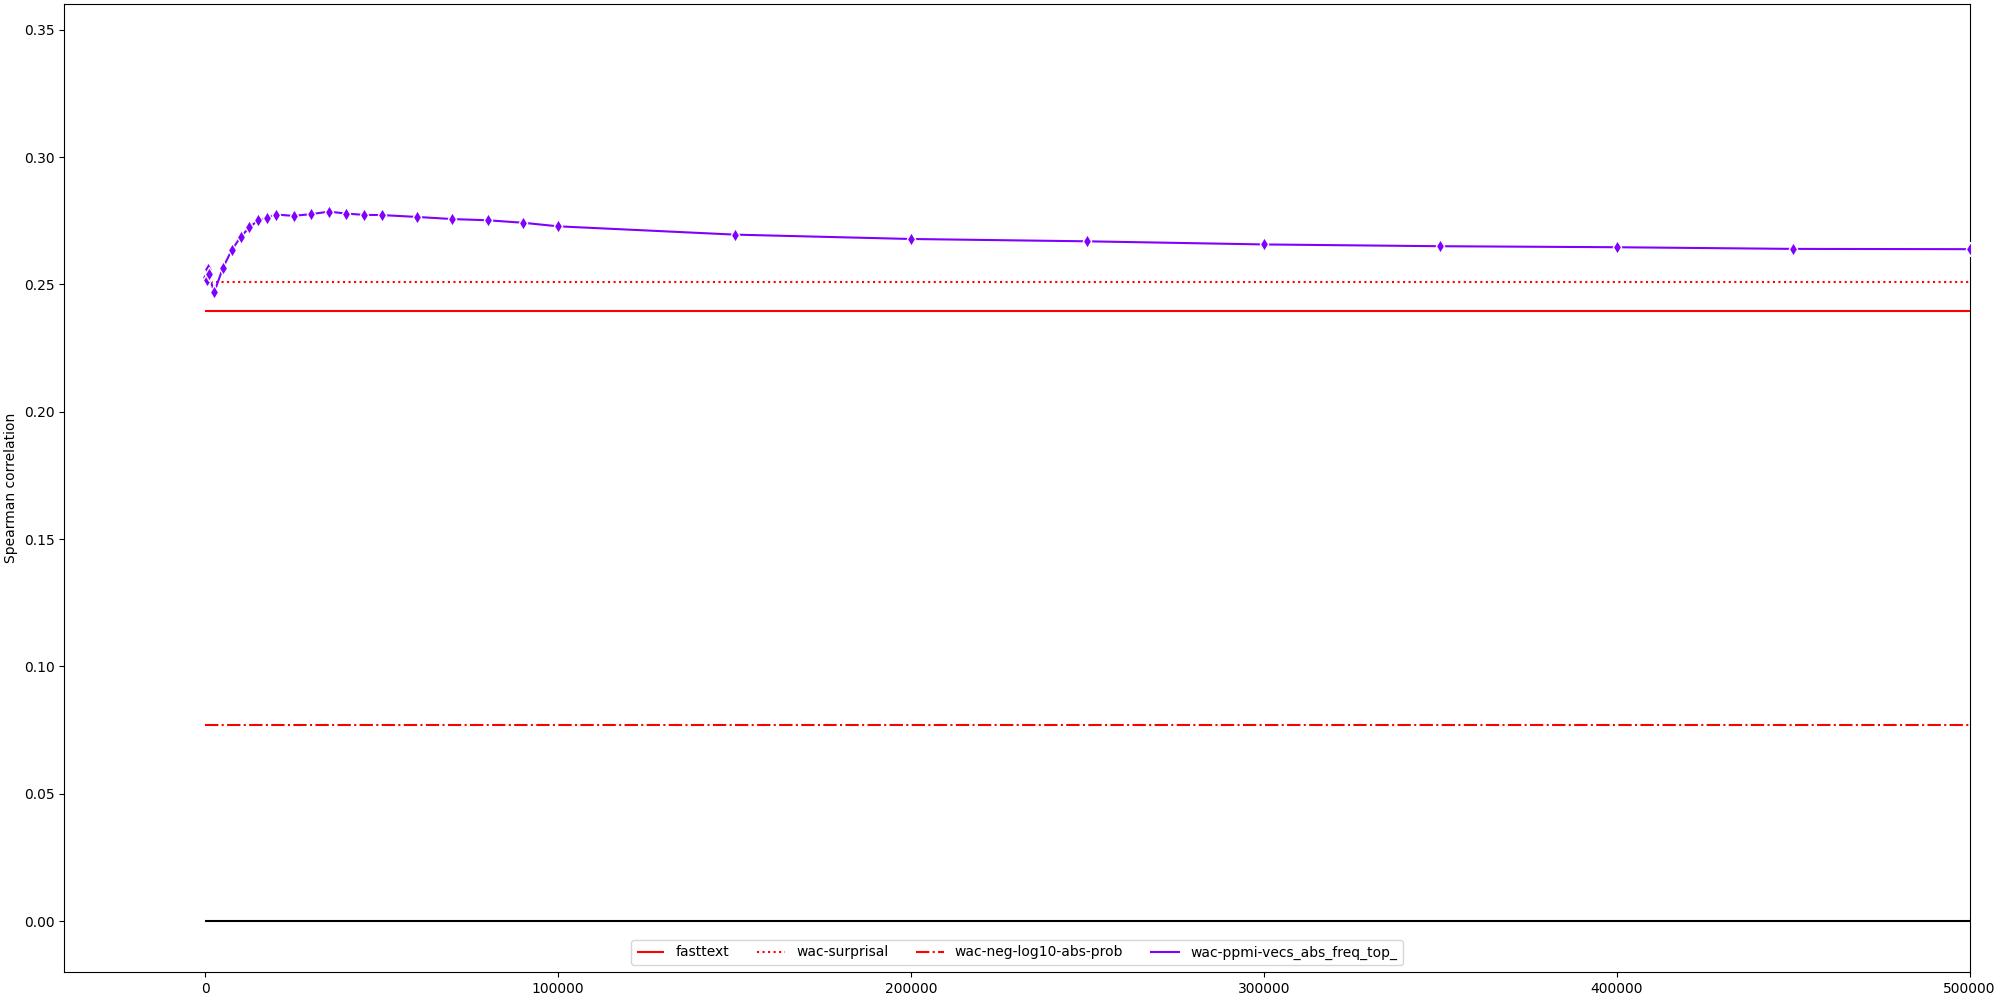 0.35
0.30
0.25
0.20
0.15
0.10
0.05
0.00
Spearman correlation
fasttext wac-surprisal wac-neg-log10-abs-prob wac-ppmi-vecs_abs_freq_top_
0 100000 200000 300000 400000 500000